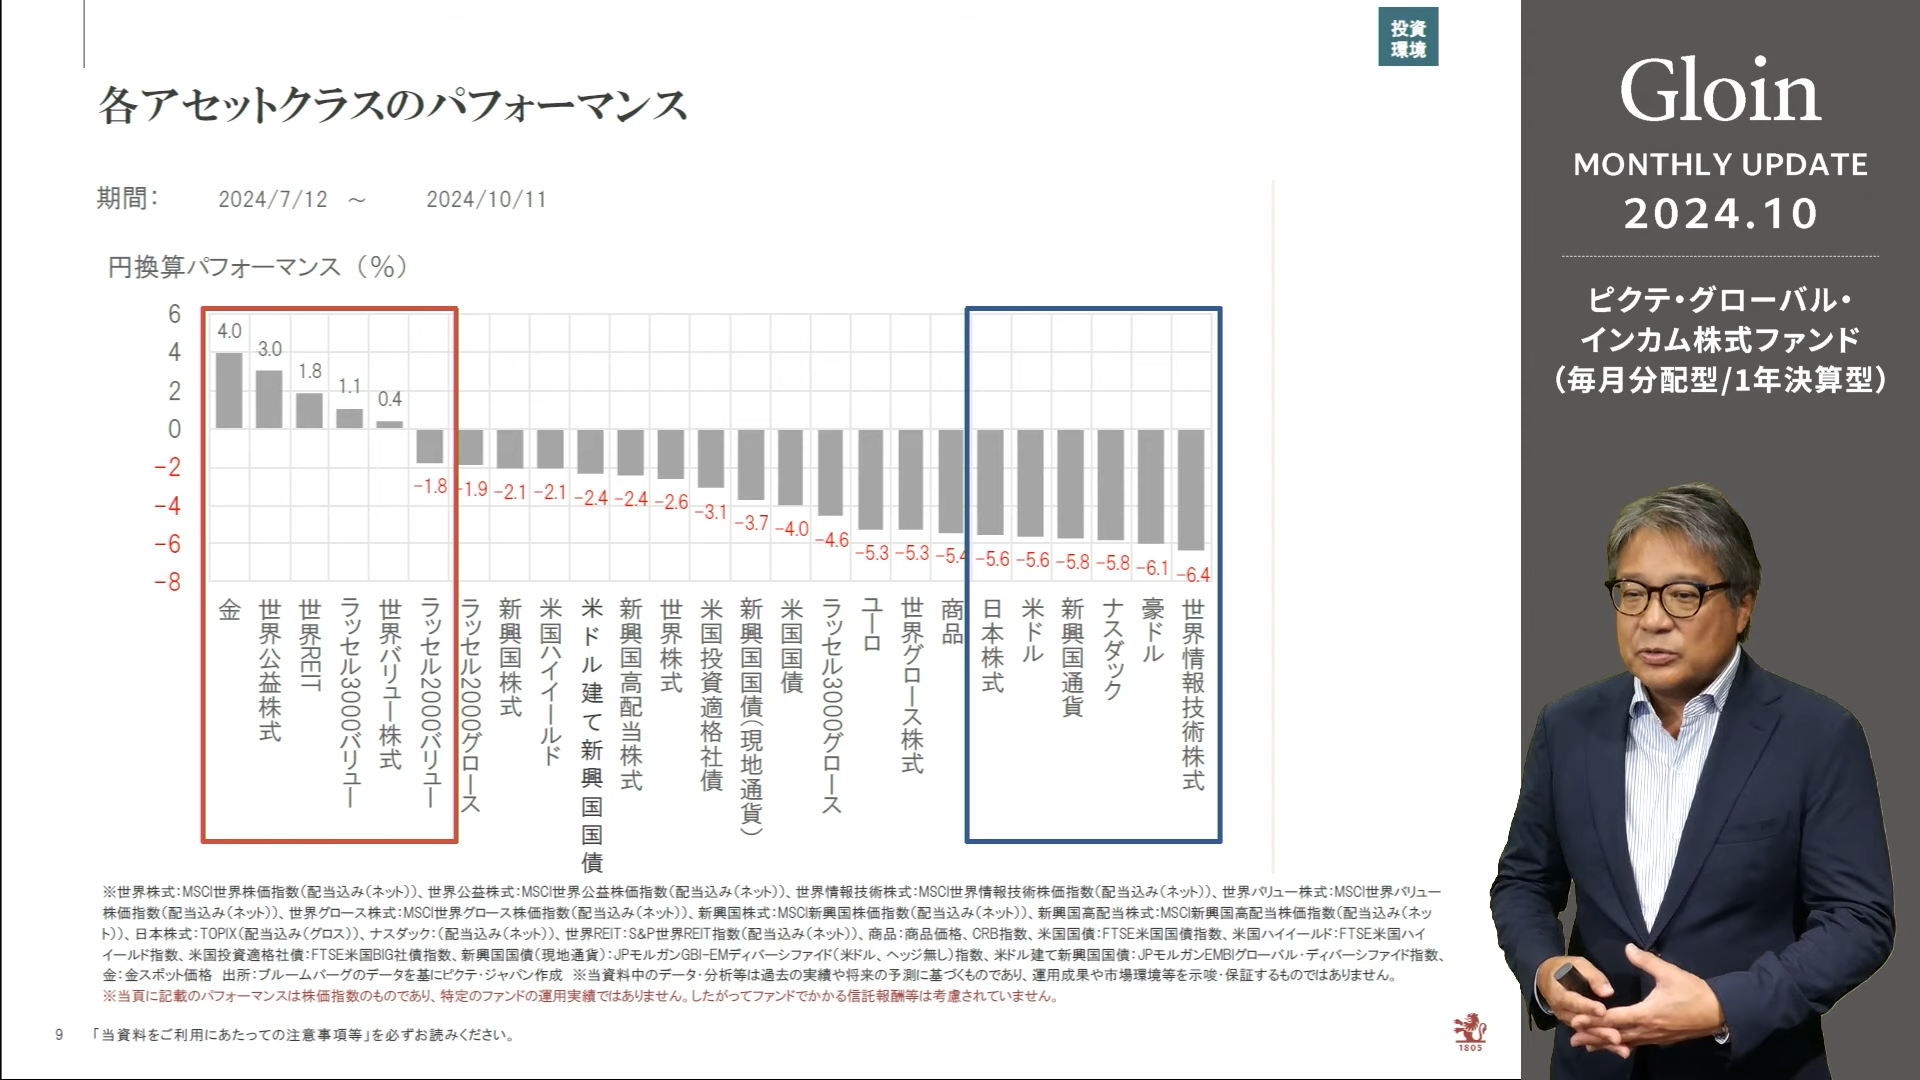 投資
環境
各アセットクラスのパフォーマンス
期間： 2024/7/12 ～ 2024/10/11
円換算パフォーマンス（％）
6
4
2
0
-2
-4
-6
-8
4.0
3.0
1.8
1.1
0.4
-1.8
-1.9
-2.1
-2.1
-2.4
-2.4
-2.6
-3.1
-3.7
-4.0
-4.6
-5.3
-5.3
-5.4
-5.6
-5.6
-5.8
-5.8
-6.1
-6.4
金
世界公益株式
世界REIT
ラッセル3000バリュー
世界バリュー株式
ラッセル2000バリュー
ラッセル2000グロース
新興国株式
米国ハイイールド
米ドル建て新興国国債
新興国高配当株式
世界株式
米国投資適格社債
新興国国債（現地通貨）
米国国債
ラッセル3000グロース
ユーロ
世界グロース株式
商品
日本株式
米ドル
新興国通貨
ナスダック
豪ドル
世界情報技術株式
※世界株式：MSCI世界株価指数（配当込み（ネット））、世界公益株式：MSCI世界公益株価指数（配当込み（ネット））、世界情報技術株式：MSCI世界情報技術株価指数（配当込み（ネット））、世界バリュー株式：MSCI世界バリュー
株価指数（配当込み（ネット））、世界グロース株式：MSCI世界グロース株価指数（配当込み（ネット））、新興国株式：MSCI新興国株価指数（配当込み（ネット））、新興国高配当株式：MSCI新興国高配当株価指数（配当込み（ネッ
ト））、日本株式：TOPIX（配当込み（グロス））、ナスダック：（配当込み（ネット））、世界REIT：S&P世界REIT指数（配当込み（ネット））、商品：商品価格、CRB指数、米国国債：FTSE米国国債指数、米国ハイイールド：FTSE米国ハイ
イールド指数、米国投資適格社債：FTSE米国BIG社債指数、新興国国債（現地通貨）：JPモルガンGBI-EMディバーシファイド（米ドル、ヘッジ無し）指数、米ドル建て新興国国債：JPモルガンEMBIグローバル・ディバーシファイド指数、
金：金スポット価格 出所：ブルームバーグのデータを基にピクテ・ジャパン作成 ※当資料中のデータ・分析等は過去の実績や将来の予測に基づくものであり、運用成果や市場環境等を示唆・保証するものではありません。
※当頁に記載のパフォーマンスは株価指数のものであり、特定のファンドの運用実績ではありません。したがってファンドでかかる信託報酬等は考慮されていません。
9 「当資料をご利用にあたっての注意事項等」を必ずお読みください。
1805
Gloin
MONTHLY UPDATE
2024.10
ピクテ・グローバル・
インカム株式ファンド
（毎月分配型/1年決算型）